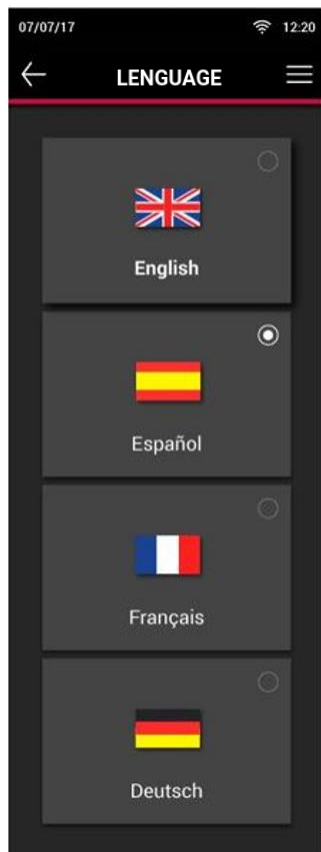 07/07/17 12:20
LENGUAGE
English
Español
Français
Deutsch